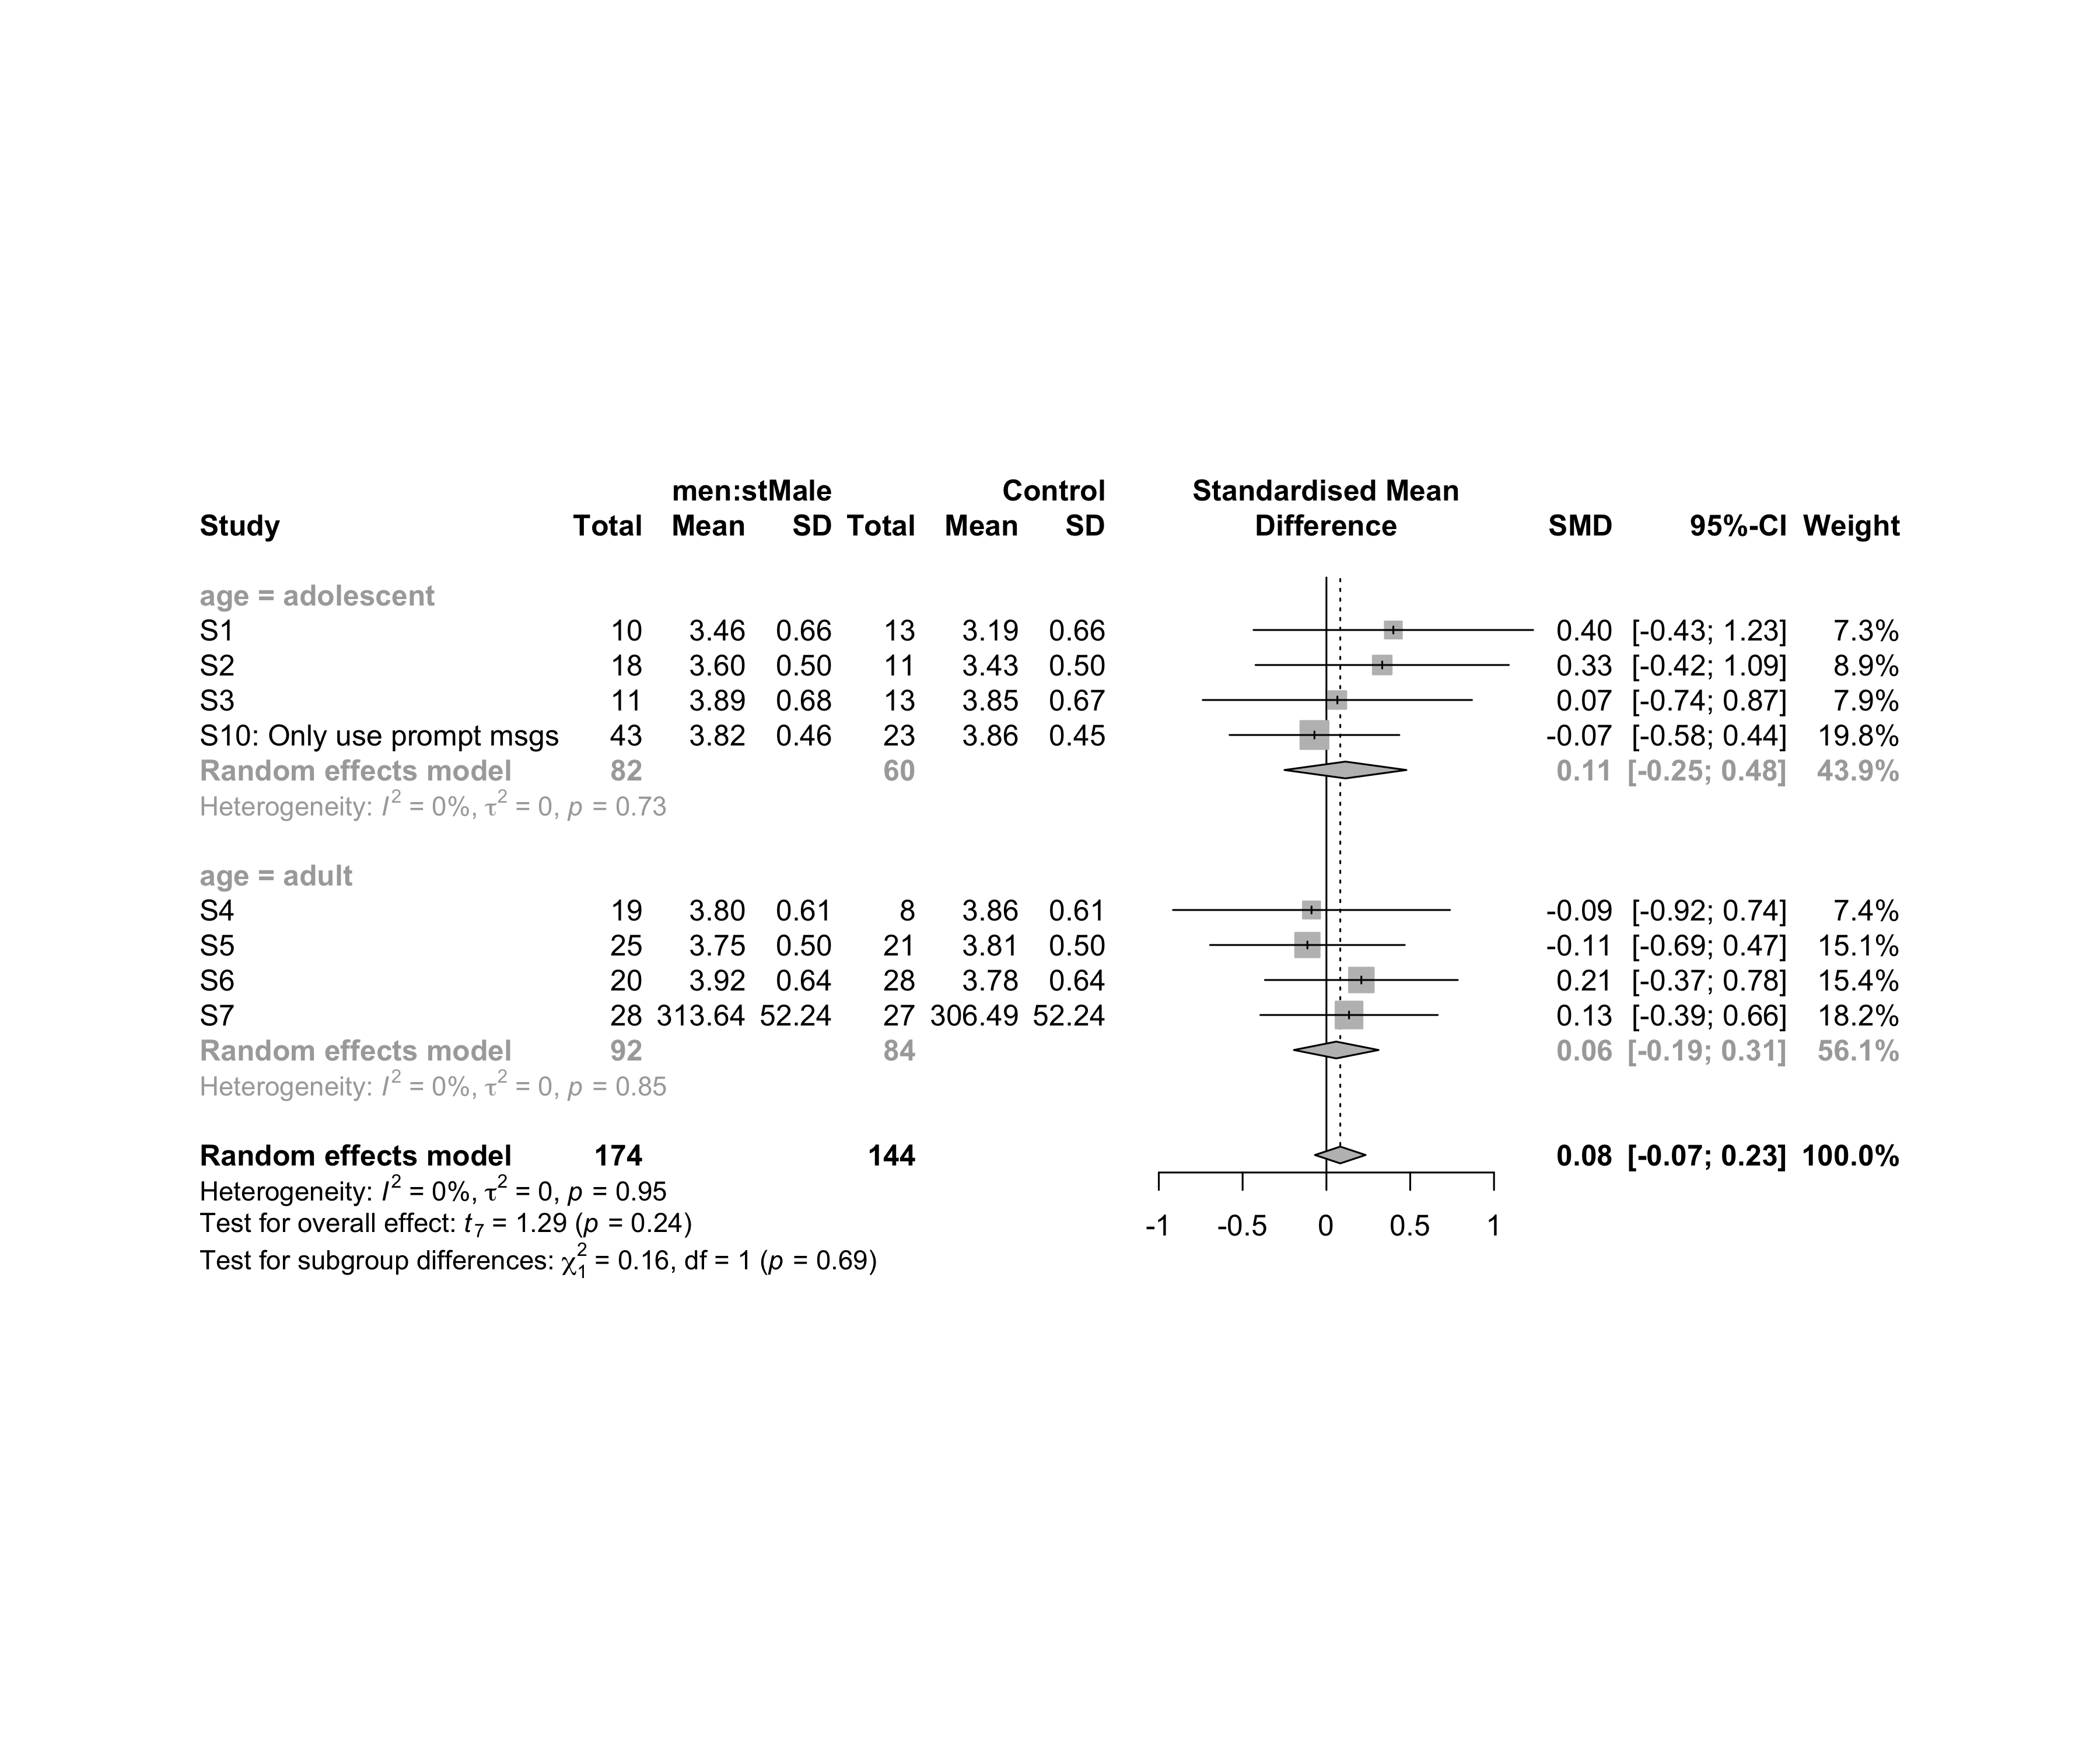 men:stMale Control Standardised Mean
Study Total Mean SD Total Mean SD Difference SMD 95%-CI Weight
age = adolescent
S1 10 3.46 0.66 13 3.19 0.66 0.40 [-0.43; 1.23] 7.3%
S2 18 3.60 0.50 11 3.43 0.50 0.33 [-0.42; 1.09] 8.9%
S3 11 3.89 0.68 13 3.85 0.67 0.07 [-0.74; 0.87] 7.9%
S10: Only use prompt msgs 43 3.82 0.46 23 3.86 0.45 -0.07 [-0.58; 0.44] 19.8%
Random effects model 82 60 0.11 [-0.25; 0.48] 43.9%
Heterogeneity: I² = 0%, τ² = 0, p = 0.73
age = adult
S4 19 3.80 0.61 8 3.86 0.61 -0.09 [-0.92; 0.74] 7.4%
S5 25 3.75 0.50 21 3.81 0.50 -0.11 [-0.69; 0.47] 15.1%
S6 20 3.92 0.64 28 3.78 0.64 0.21 [-0.37; 0.78] 15.4%
S7 28 313.64 52.24 27 306.49 52.24 0.13 [-0.39; 0.66] 18.2%
Random effects model 92 84 0.06 [-0.19; 0.31] 56.1%
Heterogeneity: I² = 0%, τ² = 0, p = 0.85
Random effects model 174 144 0.08 [-0.07; 0.23] 100.0%
Heterogeneity: I² = 0%, τ² = 0, p = 0.95
Test for overall effect: t₇ = 1.29 (p = 0.24)
-1 -0.5 0 0.5 1
Test for subgroup differences: χ²₁ = 0.16, df = 1 (p = 0.69)